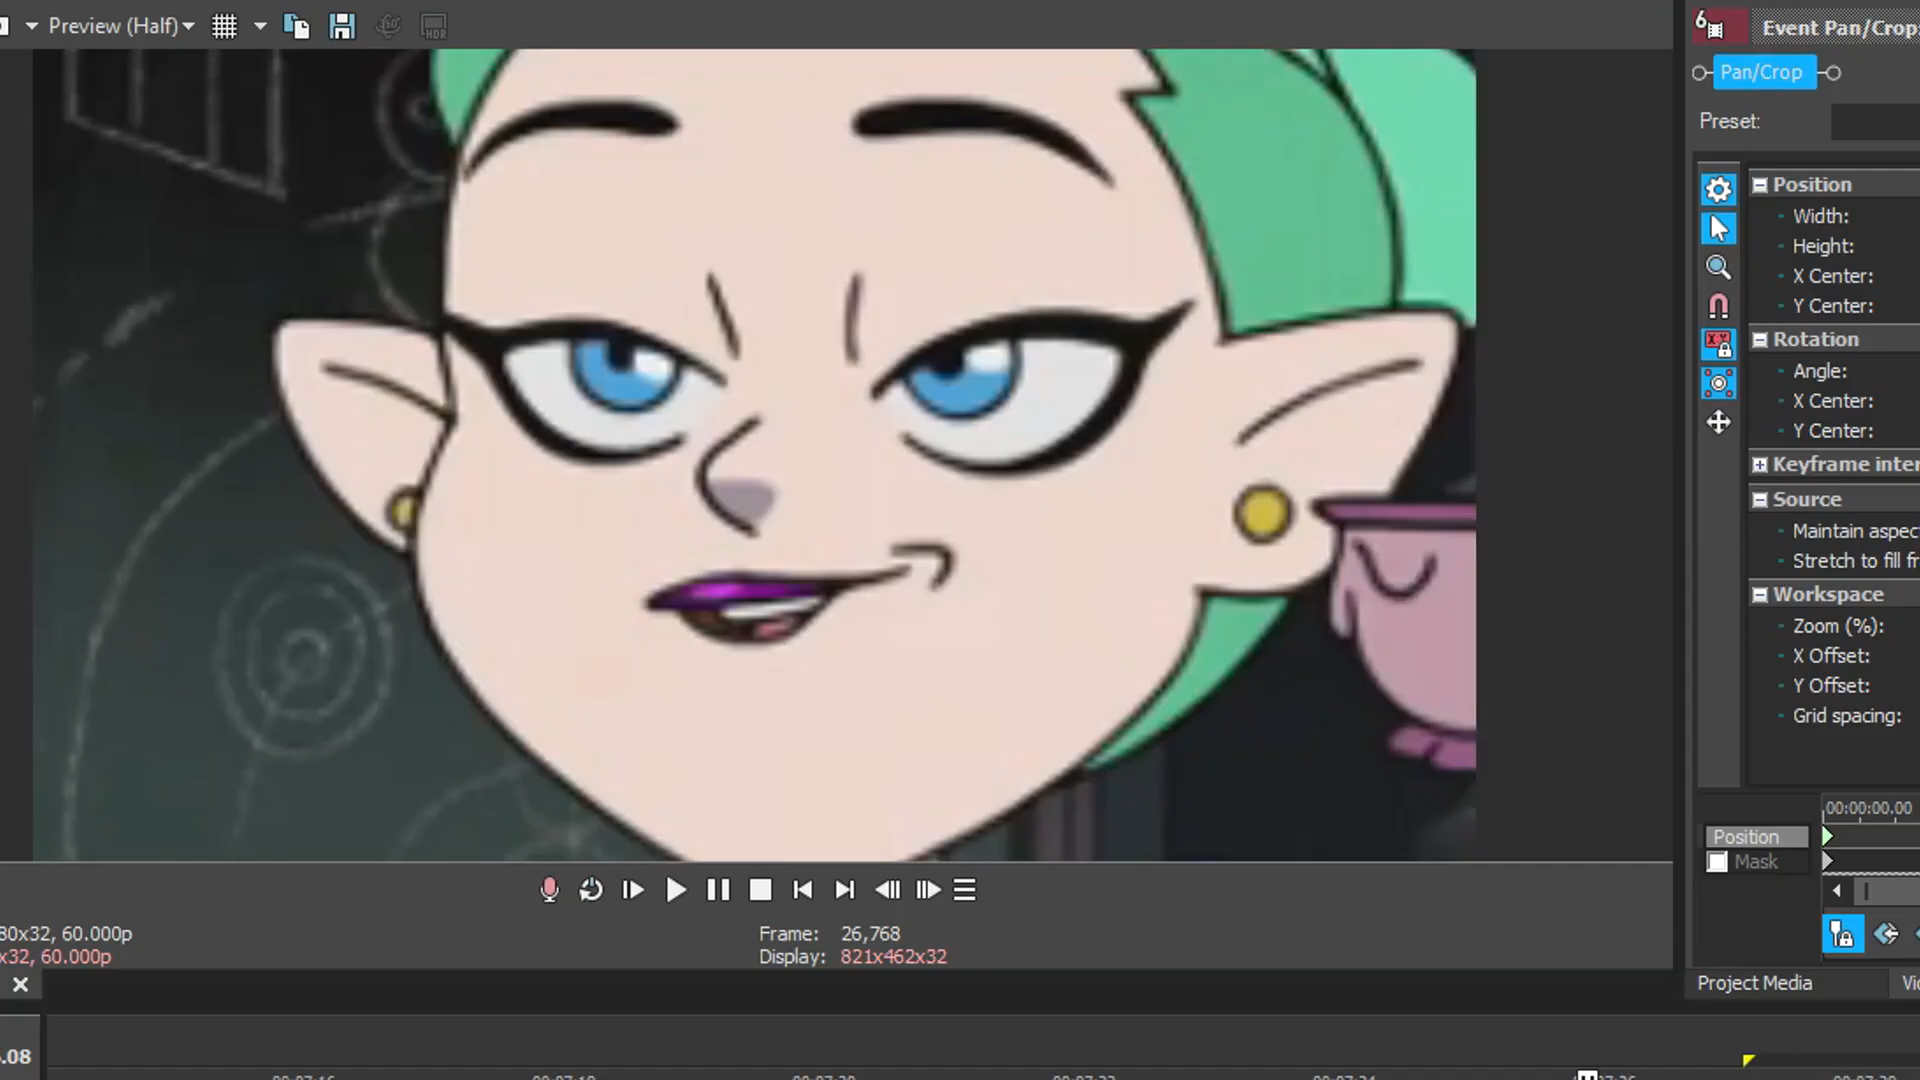 Preview (Half)
HDR
Event Pan/Crop:
Pan/Crop
Preset:
Position
Width:
Height:
X Center:
Y Center:
Rotation
Angle:
X Center:
Y Center:
Keyframe inter
Source
Maintain aspec
Stretch to fill fr
Workspace
Zoom (%):
X Offset:
Y Offset:
Grid spacing:
00:00:00.00
Position
Mask
80x32, 60.000p
x32, 60.000p
Frame: 26,768
Display: 821x462x32
Project Media
.08